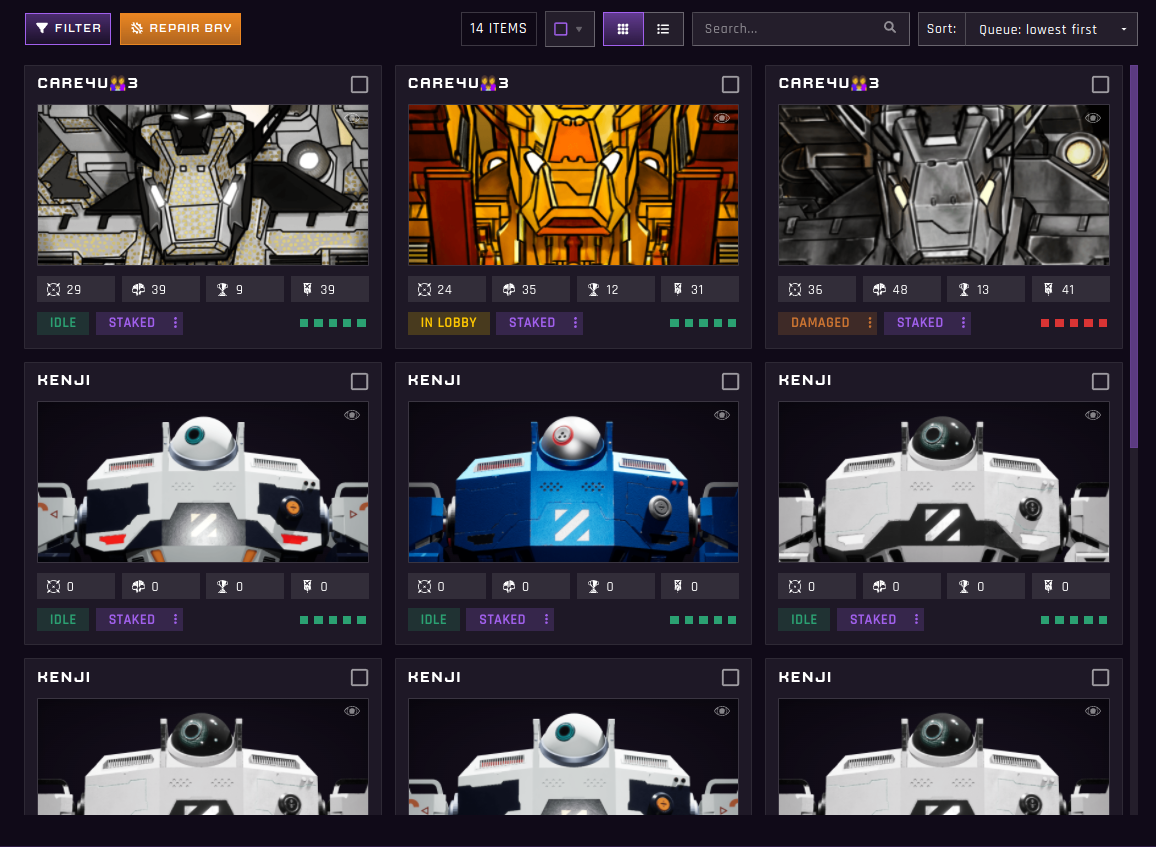 FILTER
REPAIR BAY
14 ITEMS
Search...
Sort:
Queue: lowest first
CARE4U👭3
CARE4U👭3
CARE4U👭3
29 39 9 39
24 35 12 31
36 48 13 41
IDLE STAKED
IN LOBBY STAKED
DAMAGED STAKED
KENJI
KENJI
KENJI
0 0 0 0
0 0 0 0
0 0 0 0
IDLE STAKED
IDLE STAKED
IDLE STAKED
KENJI
KENJI
KENJI